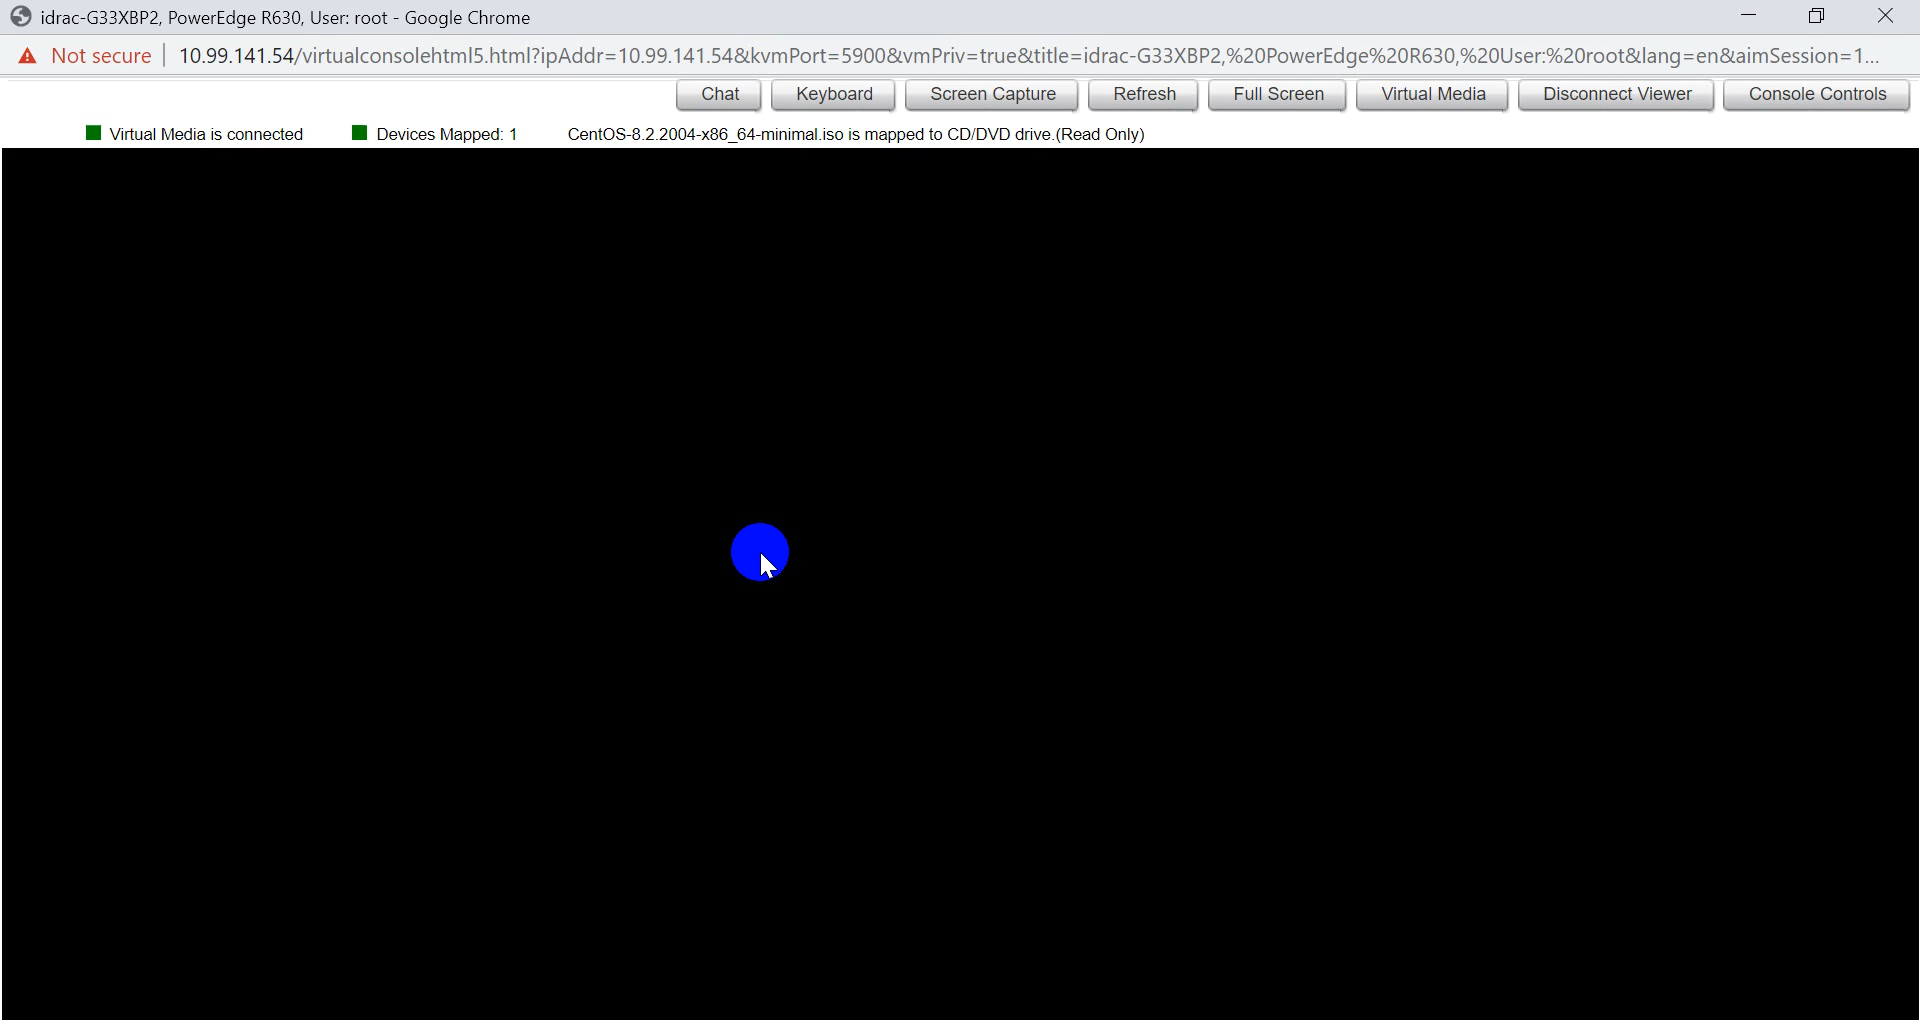 idrac-G33XBP2, PowerEdge R630, User: root - Google Chrome
Not secure 10.99.141.54/virtualconsolehtml5.html?ipAddr=10.99.141.54&kvmPort=5900&vmPriv=true&title=idrac-G33XBP2,%20PowerEdge%20R630,%20User:%20root&lang=en&aimSession=1...
Chat Keyboard Screen Capture Refresh Full Screen Virtual Media Disconnect Viewer Console Controls
Virtual Media is connected Devices Mapped: 1 CentOS-8.2.2004-x86_64-minimal.iso is mapped to CD/DVD drive.(Read Only)